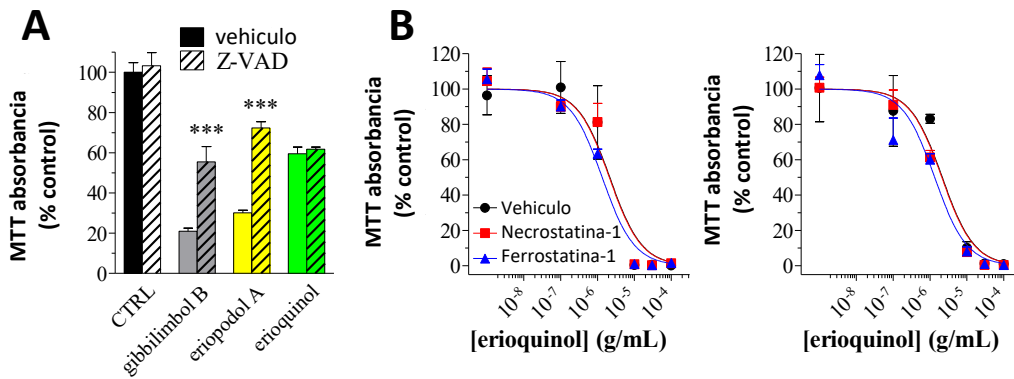 A
vehiculo
Z-VAD
***
***
MTT absorbancia
(% control)
100
80
60
40
20
0
CTRL
gibbilimbol B
eriopodol A
erioquinol
B
MTT absorbancia
(% control)
120
100
80
60
40
20
0
Vehiculo
Necrostatina-1
Ferrostatina-1
10-8
10-7
10-6
10-5
10-4
[erioquinol] (g/mL)
MTT absorbancia
(% control)
120
100
80
60
40
20
0
10-8
10-7
10-6
10-5
10-4
[erioquinol] (g/mL)